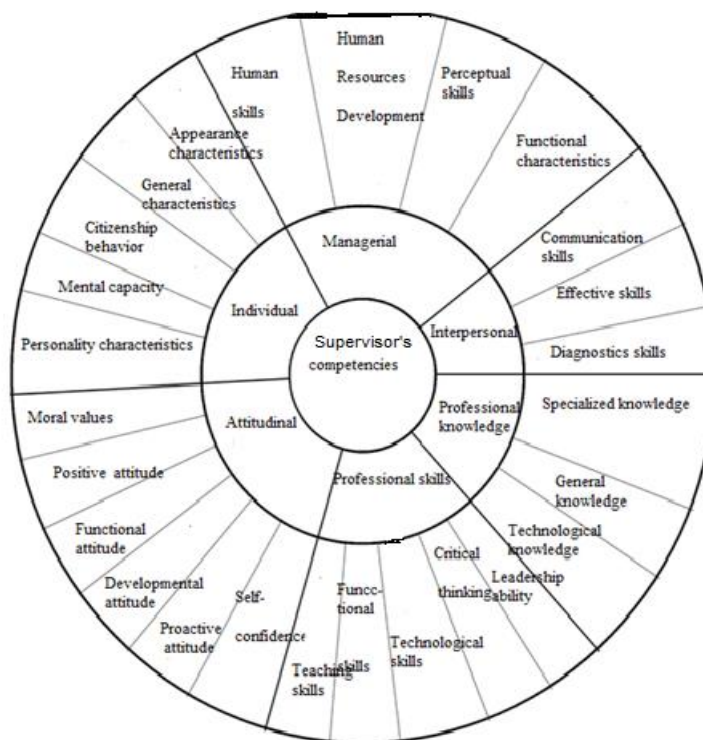 Supervisor's
competencies
Managerial
Interpersonal
Professional
knowledge
Professional skills
Attitudinal
Individual
Human
skills
Human
Resources
Development
Perceptual
skills
Functional
characteristics
Communication
skills
Effective skills
Diagnostics skills
Specialized knowledge
General
knowledge
Technological
knowledge
Leadership
ability
Critical
thinking
Technological
skills
Funcc-
tional
skills
Teaching
skills
Self-
confidence
Proactive
attitude
Developmental
attitude
Functional
attitude
Positive attitude
Moral values
Personality characteristics
Mental capacity
Citizenship
behavior
General
characteristics
Appearance
characteristics